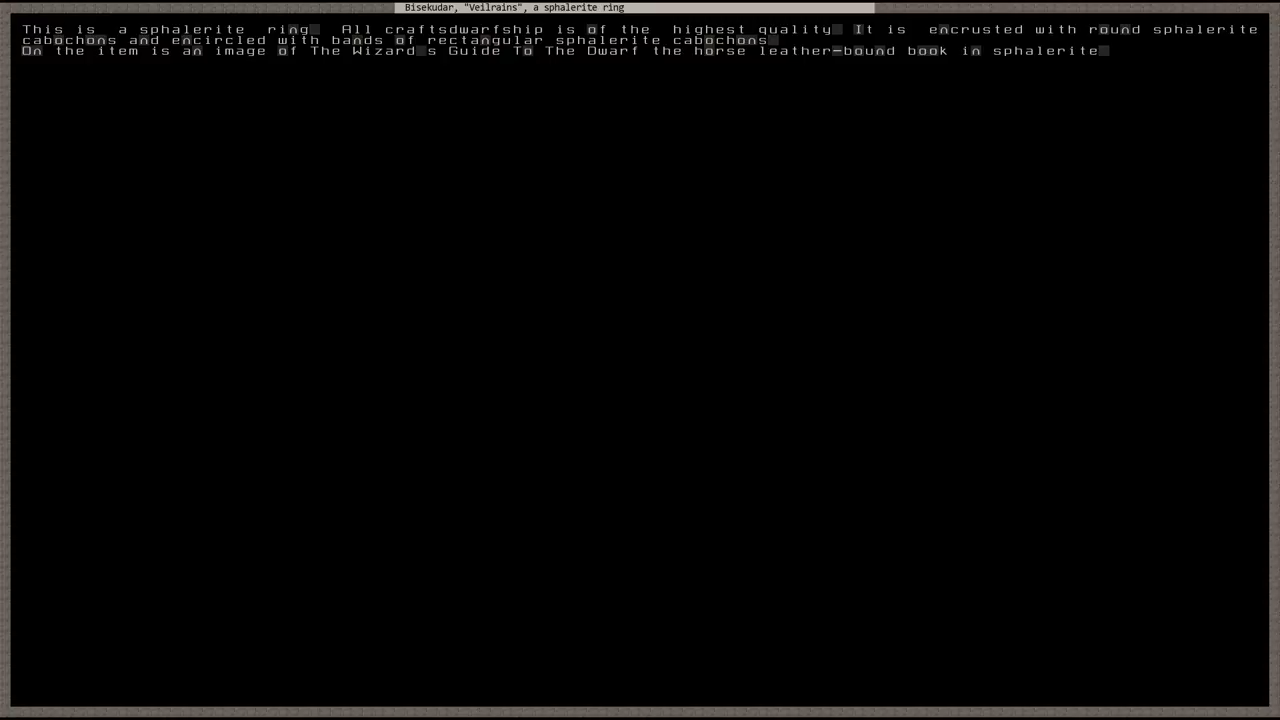 Bisekudar, "Veilrains", a sphalerite ring
This is a sphalerite ring All craftsdwarfship is of the highest quality It is encrusted with round sphalerite
cabochons and encircled with bands of rectangular sphalerite cabochons
On the item is an image of The Wizard s Guide To The Dwarf the horse leather-bound book in sphalerite